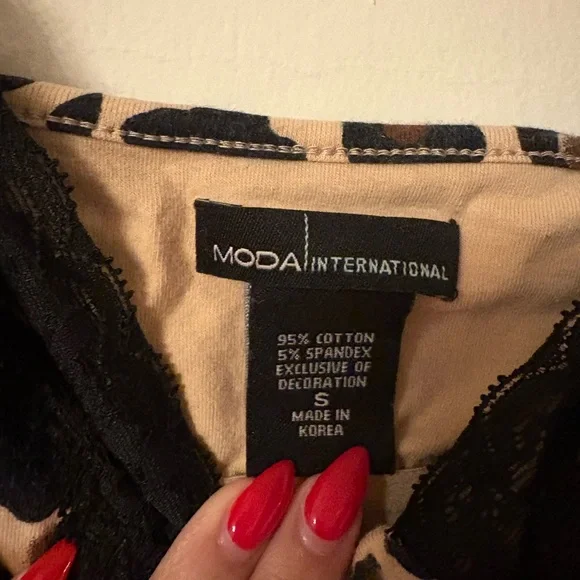 MODA INTERNATIONAL
95% COTTON
5% SPANDEX
EXCLUSIVE OF
DECORATION
S
MADE IN
KOREA